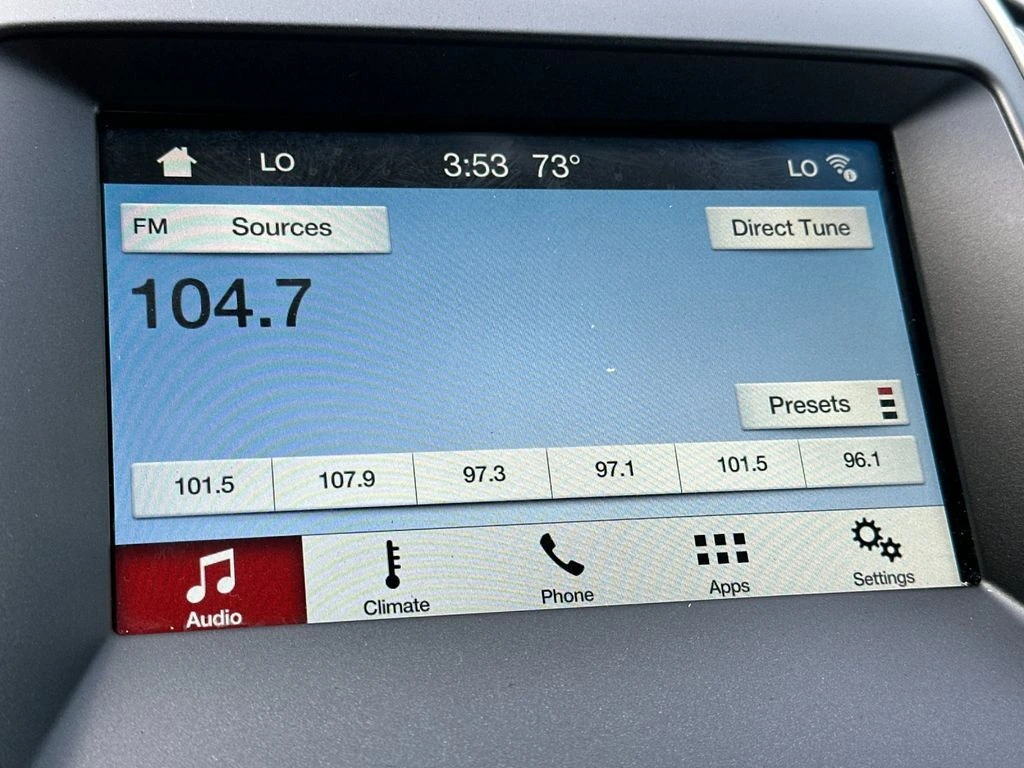 LO 3:53 73° LO
FM Sources Direct Tune
104.7
Presets
101.5 107.9 97.3 97.1 101.5 96.1
Audio Climate Phone Apps Settings